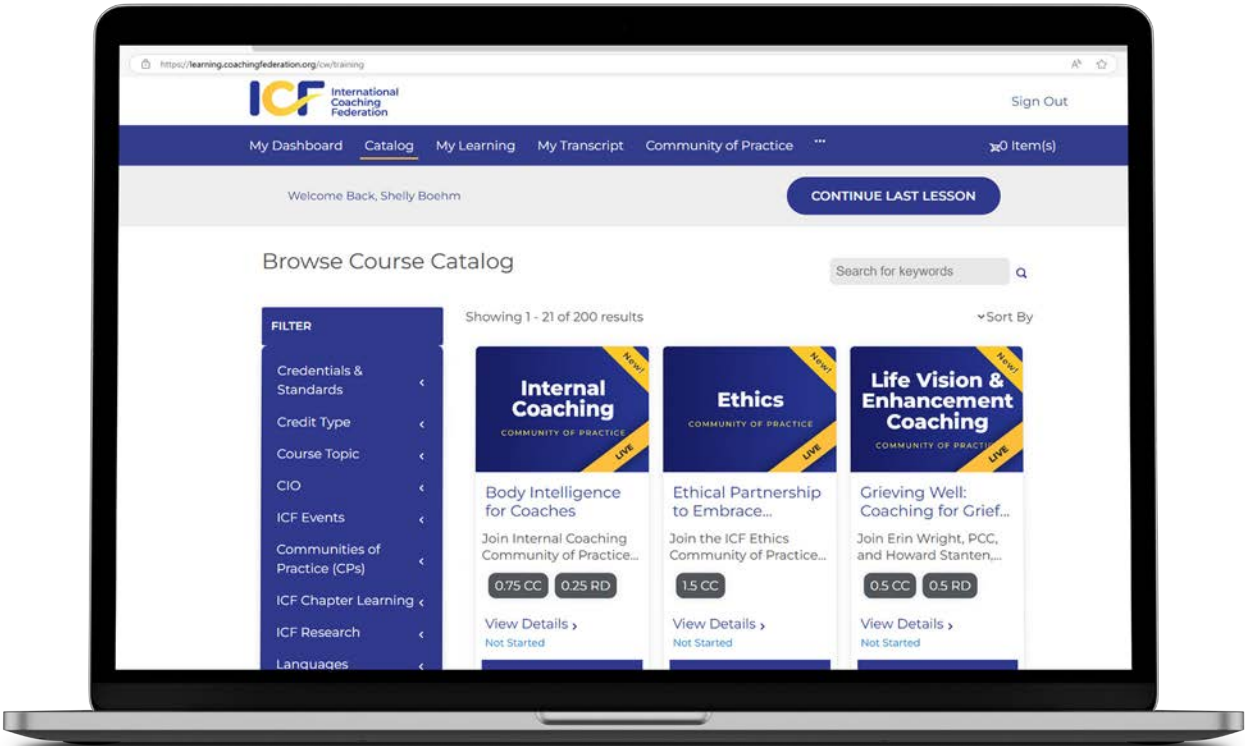 https://learning.coachingfederation.org/cw/training
ICF International
Coaching
Federation
Sign Out
My Dashboard Catalog My Learning My Transcript Community of Practice ... 0 Item(s)
Welcome Back, Shelly Boehm
CONTINUE LAST LESSON
Browse Course Catalog
Search for keywords
FILTER
Credentials &
Standards
Credit Type
Course Topic
CIO
ICF Events
Communities of
Practice (CPs)
ICF Chapter Learning
ICF Research
Languages
Showing 1 - 21 of 200 results
Sort By
New!
Internal
Coaching
COMMUNITY OF PRACTICE
LIVE
Body Intelligence
for Coaches
Join Internal Coaching
Community of Practice...
0.75 CC 0.25 RD
View Details
Not Started
New!
Ethics
COMMUNITY OF PRACTICE
LIVE
Ethical Partnership
to Embrace...
Join the ICF Ethics
Community of Practice...
1.5 CC
View Details
Not Started
New!
Life Vision &
Enhancement
Coaching
COMMUNITY OF PRACTICE
LIVE
Grieving Well:
Coaching for Grief...
Join Erin Wright, PCC,
and Howard Stanten,...
0.5 CC 0.5 RD
View Details
Not Started